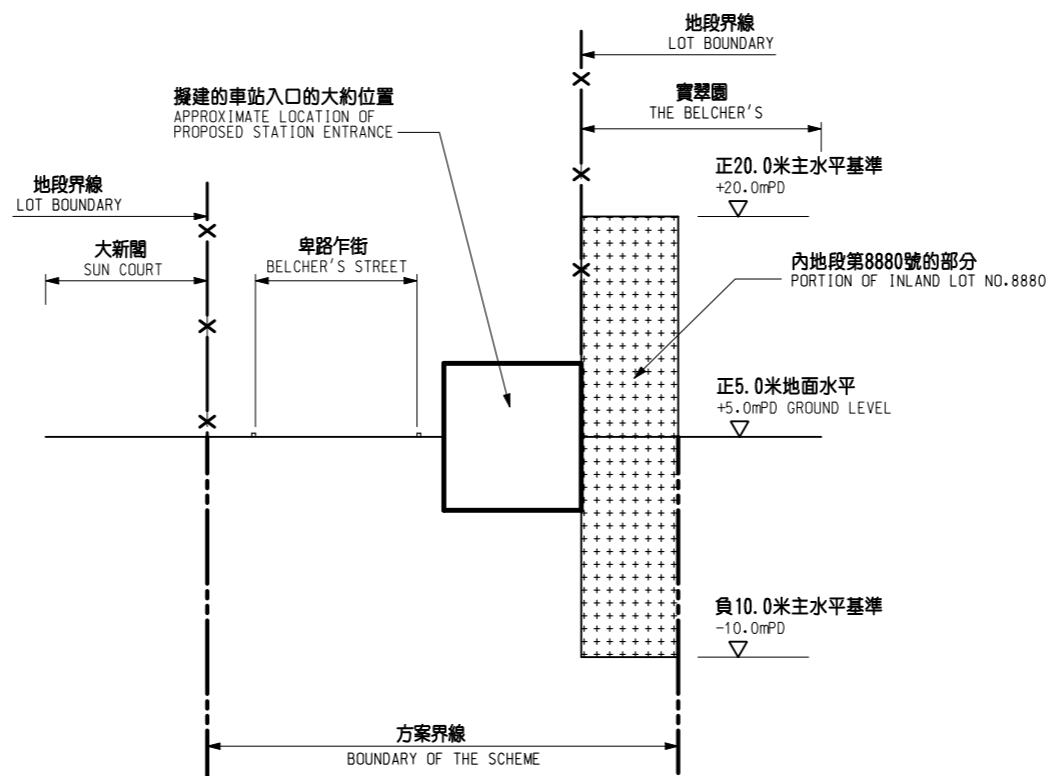 地段界線
LOT BOUNDARY
擬建的車站入口的大約位置
APPROXIMATE LOCATION OF
PROPOSED STATION ENTRANCE
寶翠園
THE BELCHER'S
正20.0米主水平基準
+20.0mPD
地段界線
LOT BOUNDARY
大新閣
SUN COURT
卑路乍街
BELCHER'S STREET
內地段第8880號的部分
PORTION OF INLAND LOT NO.8880
正5.0米地面水平
+5.0mPD GROUND LEVEL
負10.0米主水平基準
-10.0mPD
方案界線
BOUNDARY OF THE SCHEME